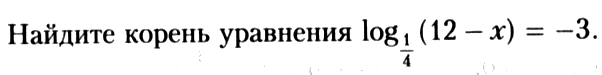 Найдите корень уравнения log_{1/4} (12 − x) = −3.